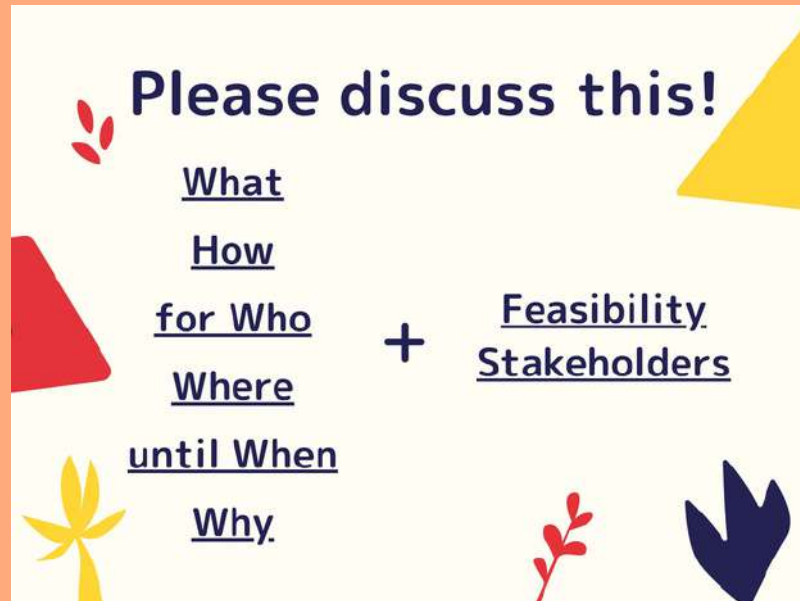 Please discuss this!
What
How
for Who
Where
until When
Why
+
Feasibility
Stakeholders